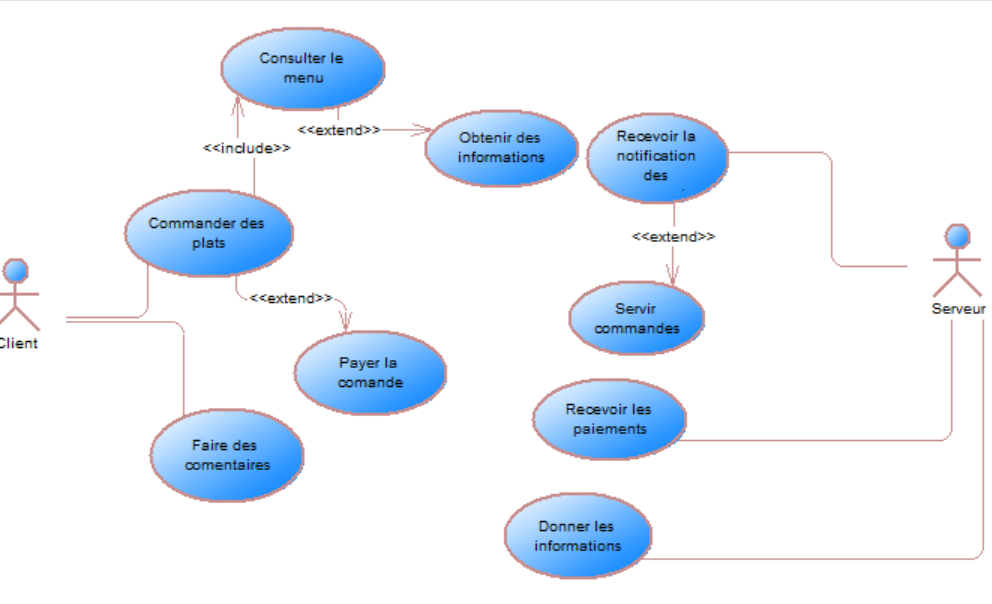 Consulter le
menu
<<extend>>
<<include>>
Obtenir des
informations
Recevoir la
notification
des
Commander des
plats
<<extend>>
Servir
commandes
Serveur
<<extend>>
Client
Payer la
comande
Recevoir les
paiements
Faire des
comentaires
Donner les
informations